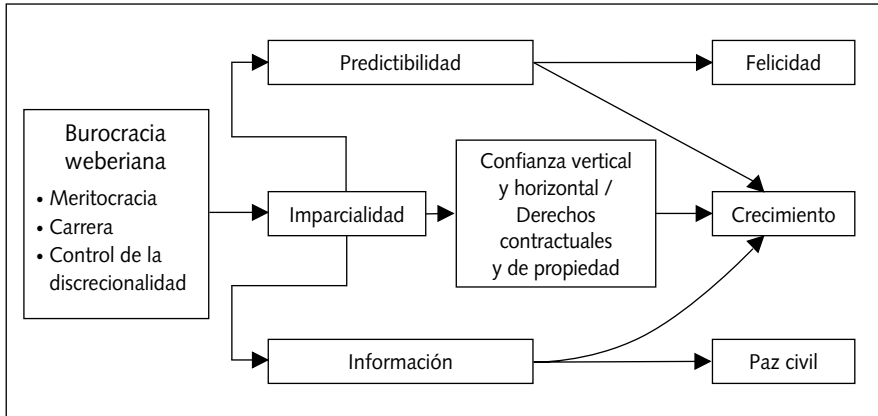 Predictibilidad
Felicidad
Burocracia
weberiana
• Meritocracia
• Carrera
• Control de la
discrecionalidad
Imparcialidad
Confianza vertical
y horizontal /
Derechos
contractuales
y de propiedad
Crecimiento
Información
Paz civil